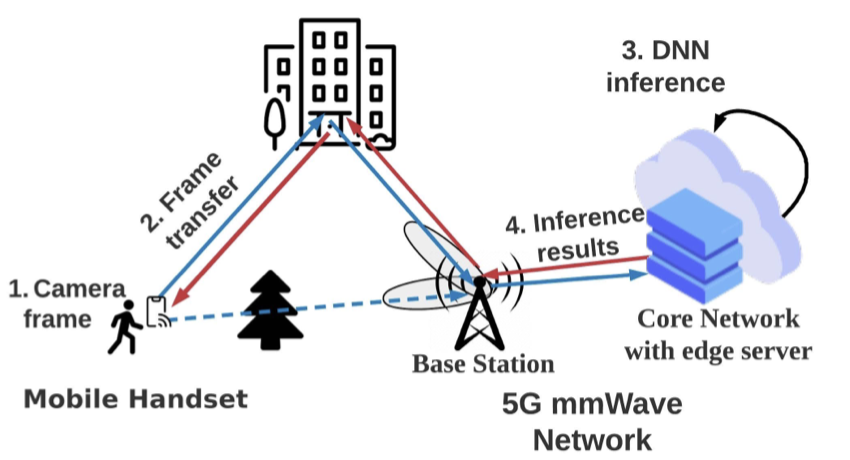 3. DNN
inference
2. Frame
transfer
4. Inference
results
1. Camera
frame
Core Network
with edge server
Base Station
Mobile Handset
5G mmWave
Network